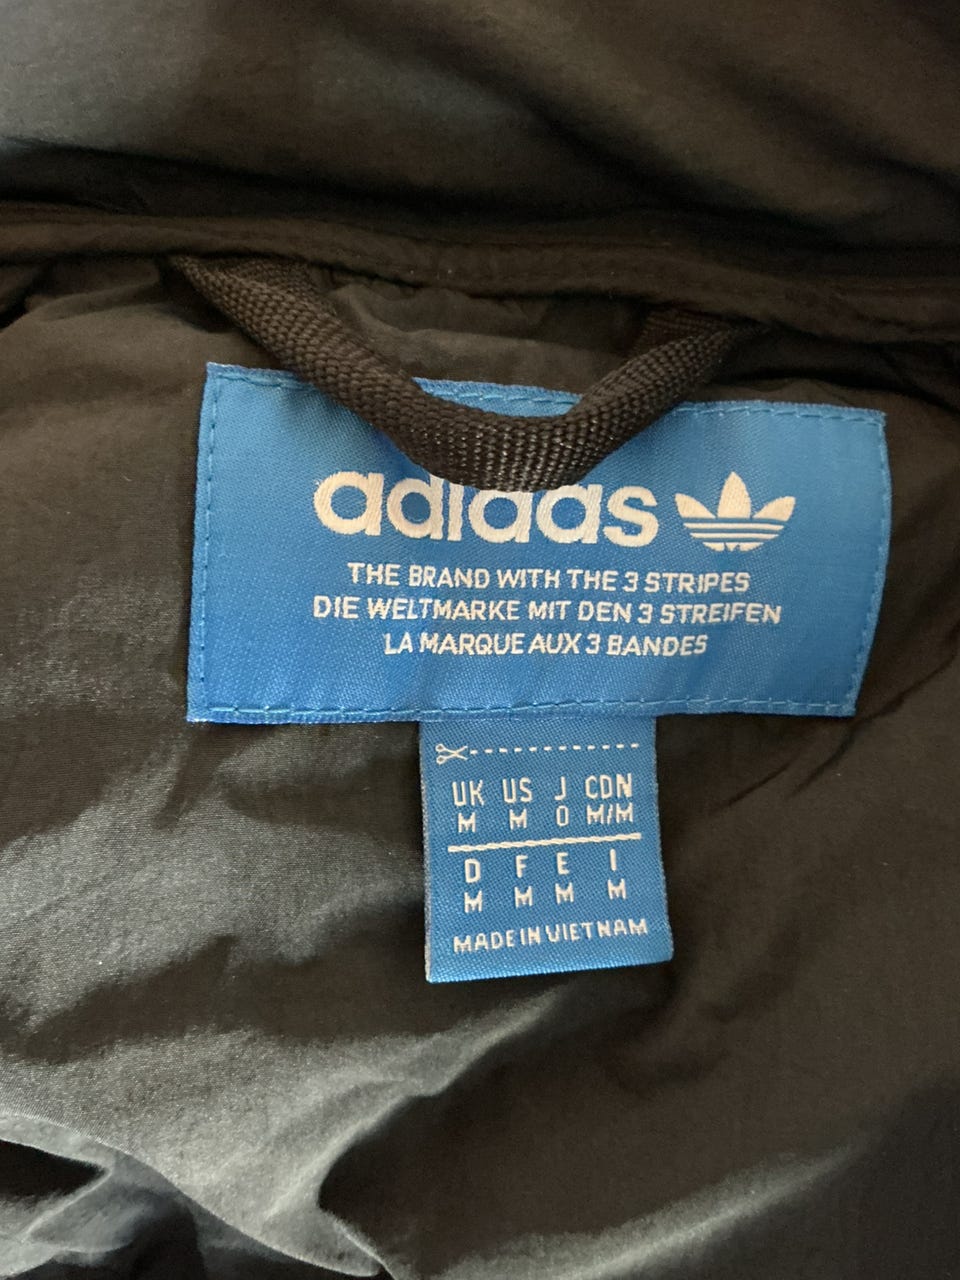 adidas
THE BRAND WITH THE 3 STRIPES
DIE WELTMARKE MIT DEN 3 STREIFEN
LA MARQUE AUX 3 BANDES
UK US J CDN
M M O M/M
D F E I
M M M M
MADE IN VIETNAM